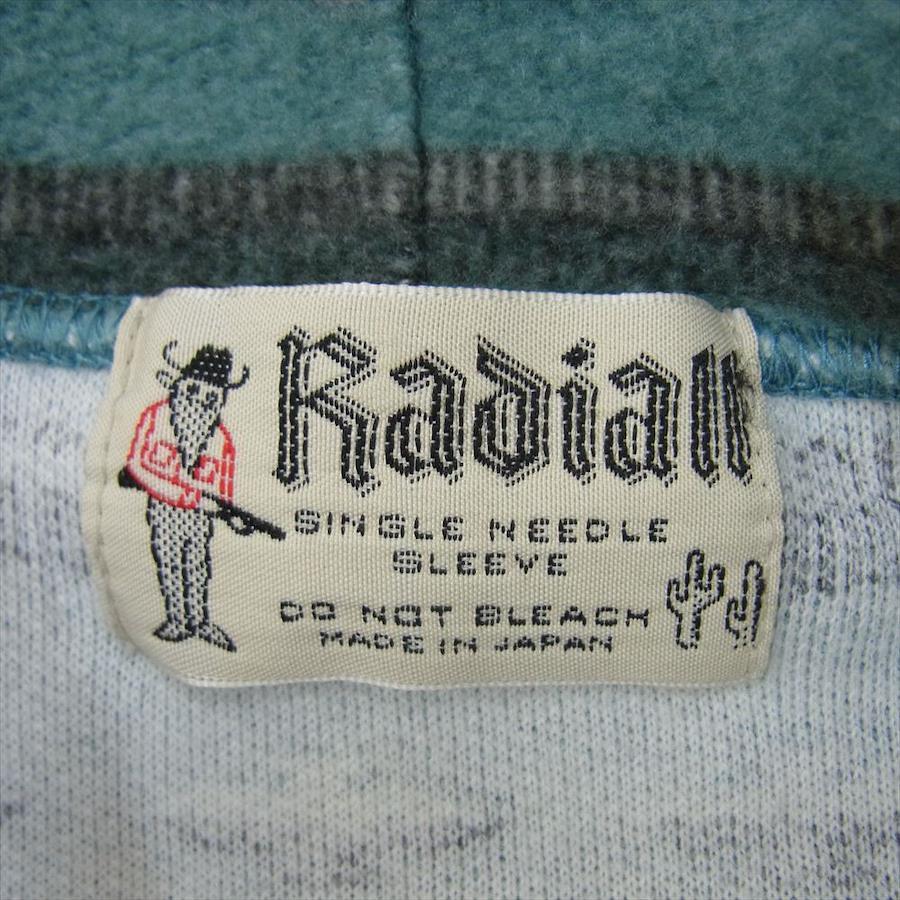 Radiall
SINGLE NEEDLE
SLEEVE
DO NOT BLEACH
MADE IN JAPAN